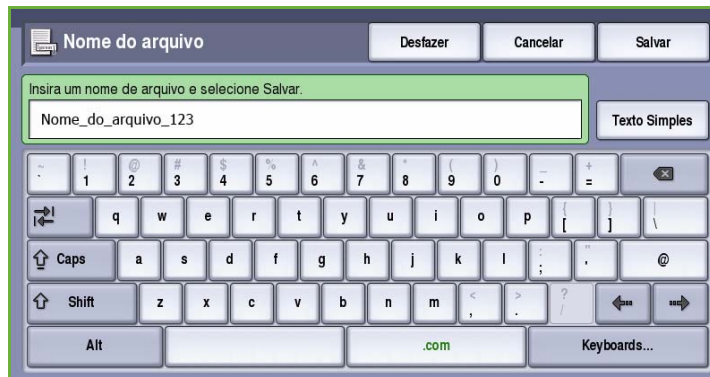 Nome do arquivo Desfazer Cancelar Salvar
Insira um nome de arquivo e selecione Salvar.
Nome_do_arquivo_123 Texto Simples
~ ! @ # $ % ^ & * ( ) _ +
` 1 2 3 4 5 6 7 8 9 0 - =
q w e r t y u i o p { [ } ] | \
Caps a s d f g h j k l : ; " ' @
Shift z x c v b n m < , > . ? /
Alt .com Keyboards...